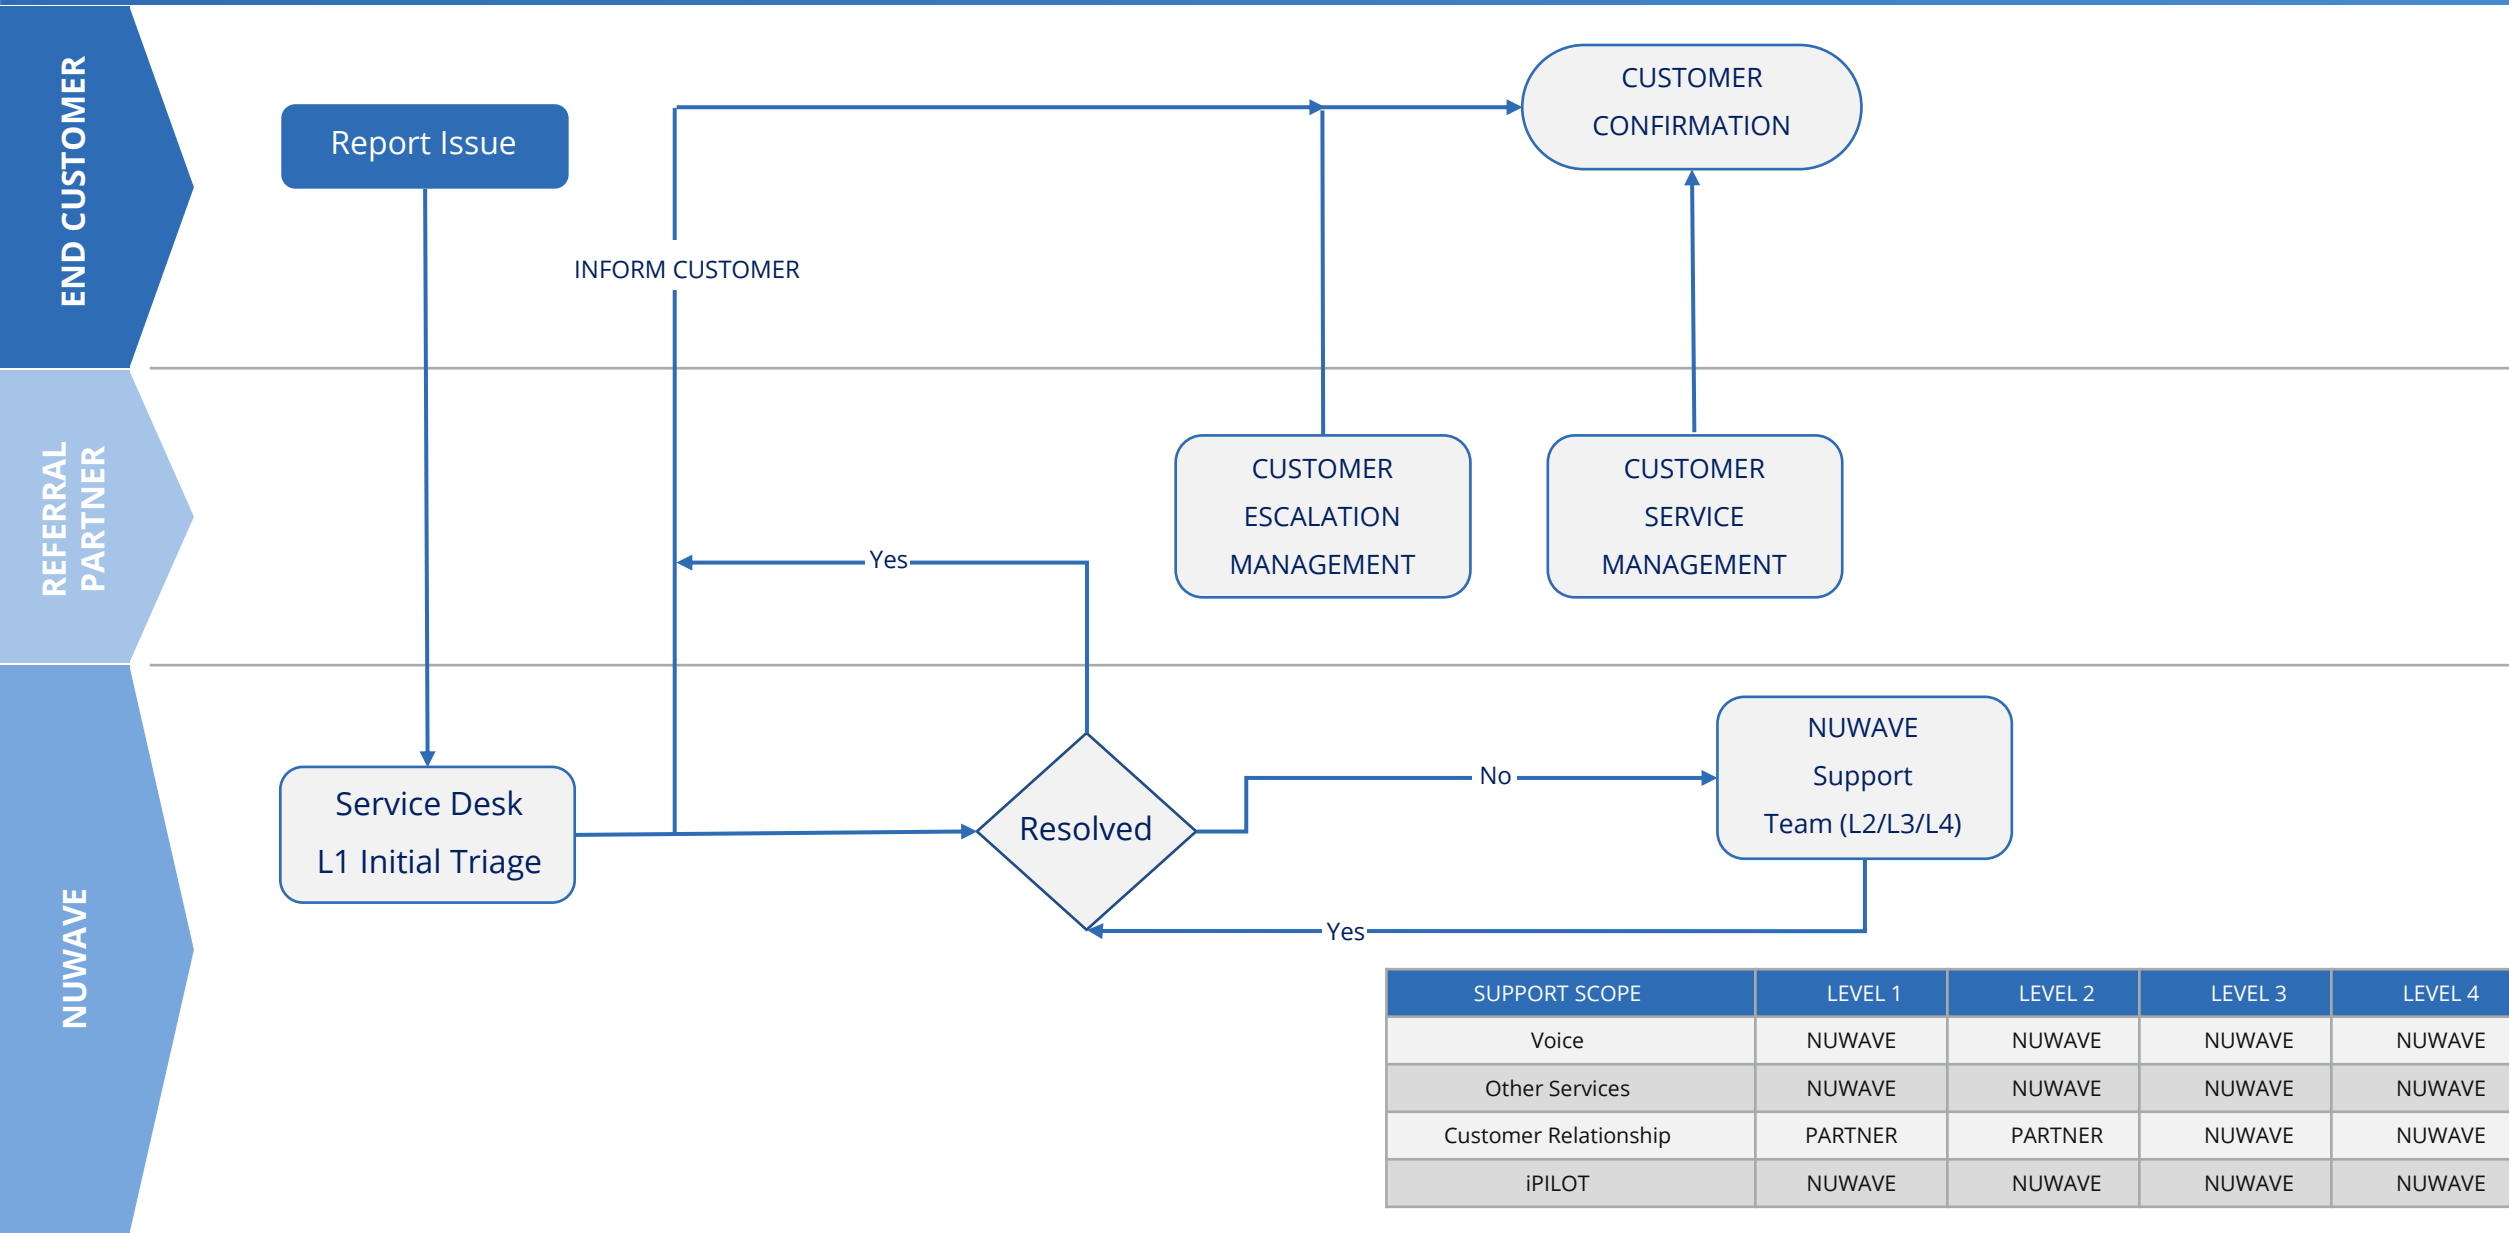 END CUSTOMER
Report Issue
INFORM CUSTOMER
CUSTOMER
CONFIRMATION
REFERRAL
PARTNER
Yes
CUSTOMER
ESCALATION
MANAGEMENT
CUSTOMER
SERVICE
MANAGEMENT
NUWAVE
Service Desk
L1 Initial Triage
Resolved
No
NUWAVE
Support
Team (L2/L3/L4)
Yes
SUPPORT SCOPE LEVEL 1 LEVEL 2 LEVEL 3 LEVEL 4
Voice NUWAVE NUWAVE NUWAVE NUWAVE
Other Services NUWAVE NUWAVE NUWAVE NUWAVE
Customer Relationship PARTNER PARTNER NUWAVE NUWAVE
iPILOT NUWAVE NUWAVE NUWAVE NUWAVE